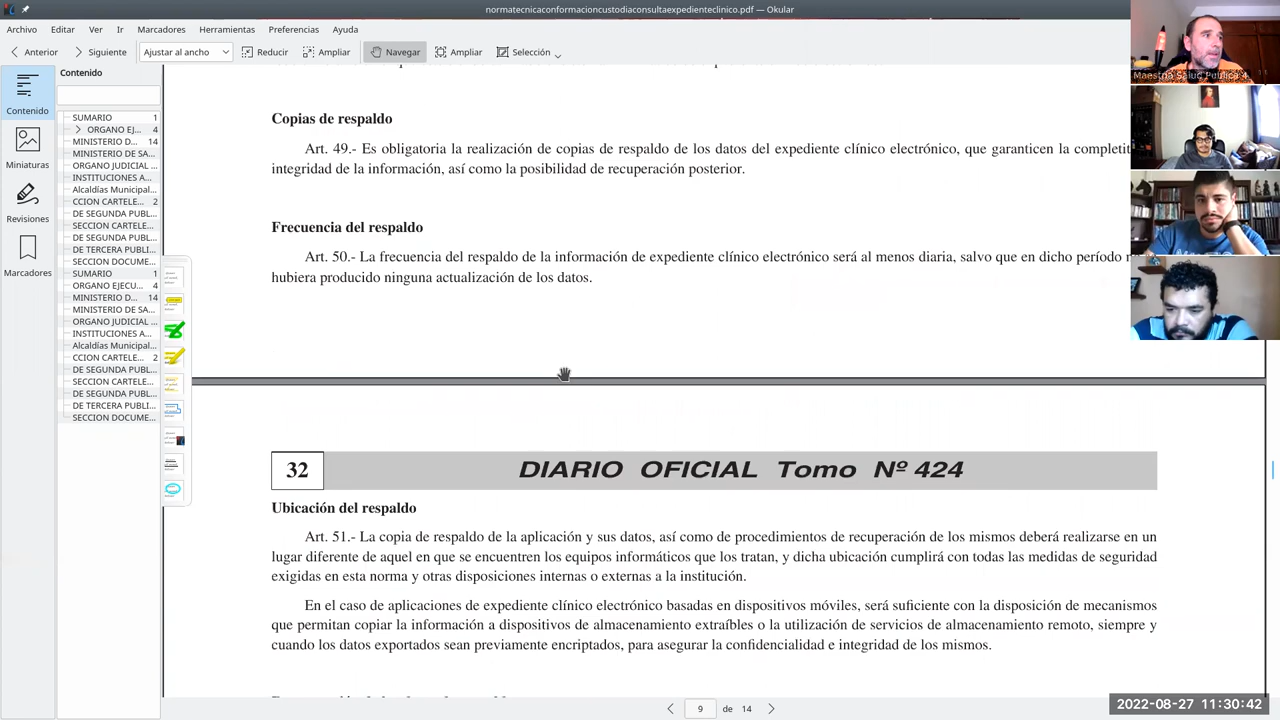 normatecnicaconformacioncustodiaconsultaexpedienteclinico.pdf — Okular
Archivo Editar Ver Ir Marcadores Herramientas Preferencias Ayuda
Anterior Siguiente Ajustar al ancho Reducir Ampliar Navegar Ampliar Selección
Contenido
Miniaturas
Revisiones
Marcadores
Contenido
SUMARIO 1
ORGANO EJ... 4
MINISTERIO D... 14
MINISTERIO DE SA...
ORGANO JUDICIAL ...
INSTITUCIONES A...
Alcaldías Municipal...
CCION CARTELE... 2
DE SEGUNDA PUBL...
SECCION CARTELE...
DE SEGUNDA PUBL...
DE TERCERA PUBLI...
SECCION DOCUME...
SUMARIO 1
ORGANO EJECU... 4
MINISTERIO D... 14
MINISTERIO DE SA...
ORGANO JUDICIAL ...
INSTITUCIONES A...
Alcaldías Municipal...
CCION CARTELE... 2
DE SEGUNDA PUBL...
SECCION CARTELE...
DE SEGUNDA PUBL...
DE TERCERA PUBLI...
SECCION DOCUME...
Copias de respaldo
Art. 49.- Es obligatoria la realización de copias de respaldo de los datos del expediente clínico electrónico, que garanticen la completit
integridad de la información, así como la posibilidad de recuperación posterior.
Frecuencia del respaldo
Art. 50.- La frecuencia del respaldo de la información de expediente clínico electrónico será al menos diaria, salvo que en dicho período
hubiera producido ninguna actualización de los datos.
32 DIARIO OFICIAL Tomo Nº 424
Ubicación del respaldo
Art. 51.- La copia de respaldo de la aplicación y sus datos, así como de procedimientos de recuperación de los mismos deberá realizarse en un
lugar diferente de aquel en que se encuentren los equipos informáticos que los tratan, y dicha ubicación cumplirá con todas las medidas de seguridad
exigidas en esta norma y otras disposiciones internas o externas a la institución.
En el caso de aplicaciones de expediente clínico electrónico basadas en dispositivos móviles, será suficiente con la disposición de mecanismos
que permitan copiar la información a dispositivos de almacenamiento extraíbles o la utilización de servicios de almacenamiento remoto, siempre y
cuando los datos exportados sean previamente encriptados, para asegurar la confidencialidad e integridad de los mismos.
9 de 14
Maestria Salud Publica 4
2022-08-27 11:30:42